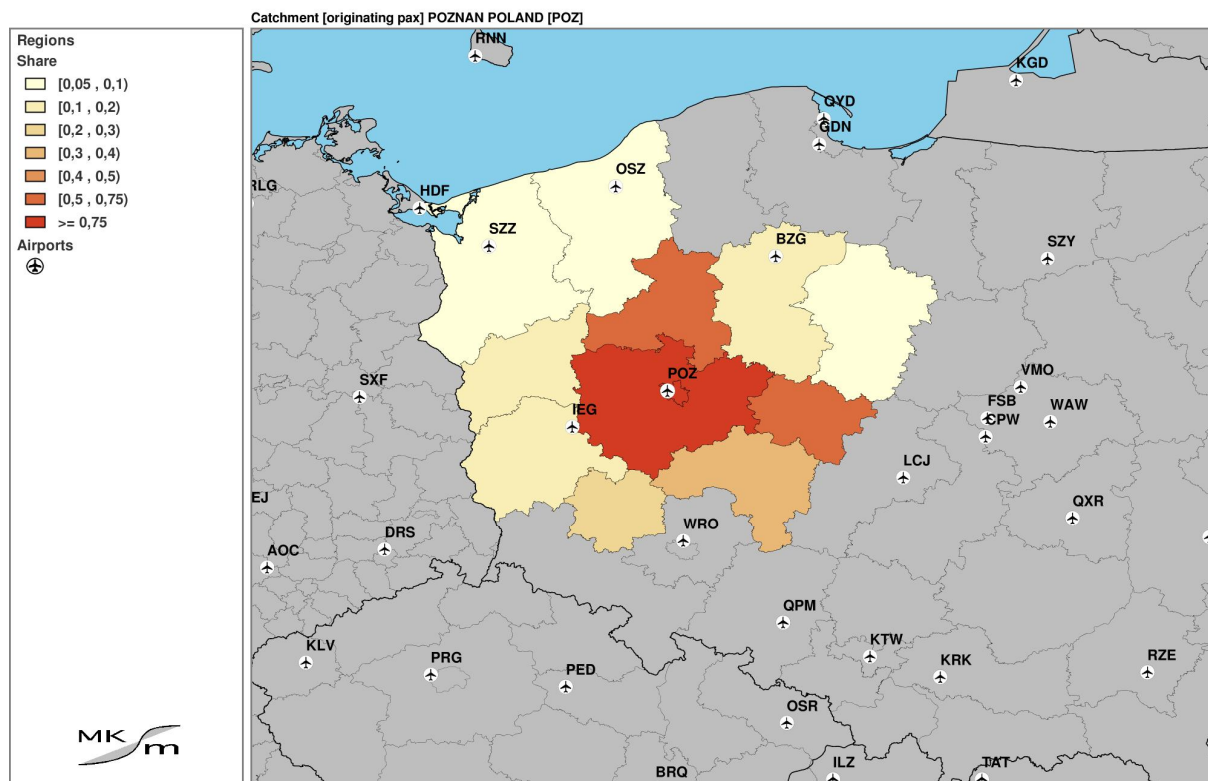 Catchment [originating pax] POZNAN POLAND [POZ]
Regions
Share
[0,05 , 0,1)
[0,1 , 0,2)
[0,2 , 0,3)
[0,3 , 0,4)
[0,4 , 0,5)
[0,5 , 0,75)
>= 0,75
Airports
RNN
KGD
QYD
GDN
RLG
HDF
OSZ
SZZ
BZG
SZY
SXF
POZ
VMO
FSB
WAW
CPW
IEG
LCJ
EJ
QXR
DRS
WRO
AOC
QPM
KLV
PRG
PED
KTW
KRK
RZE
OSR
MK
m
BRQ
ILZ
TAT